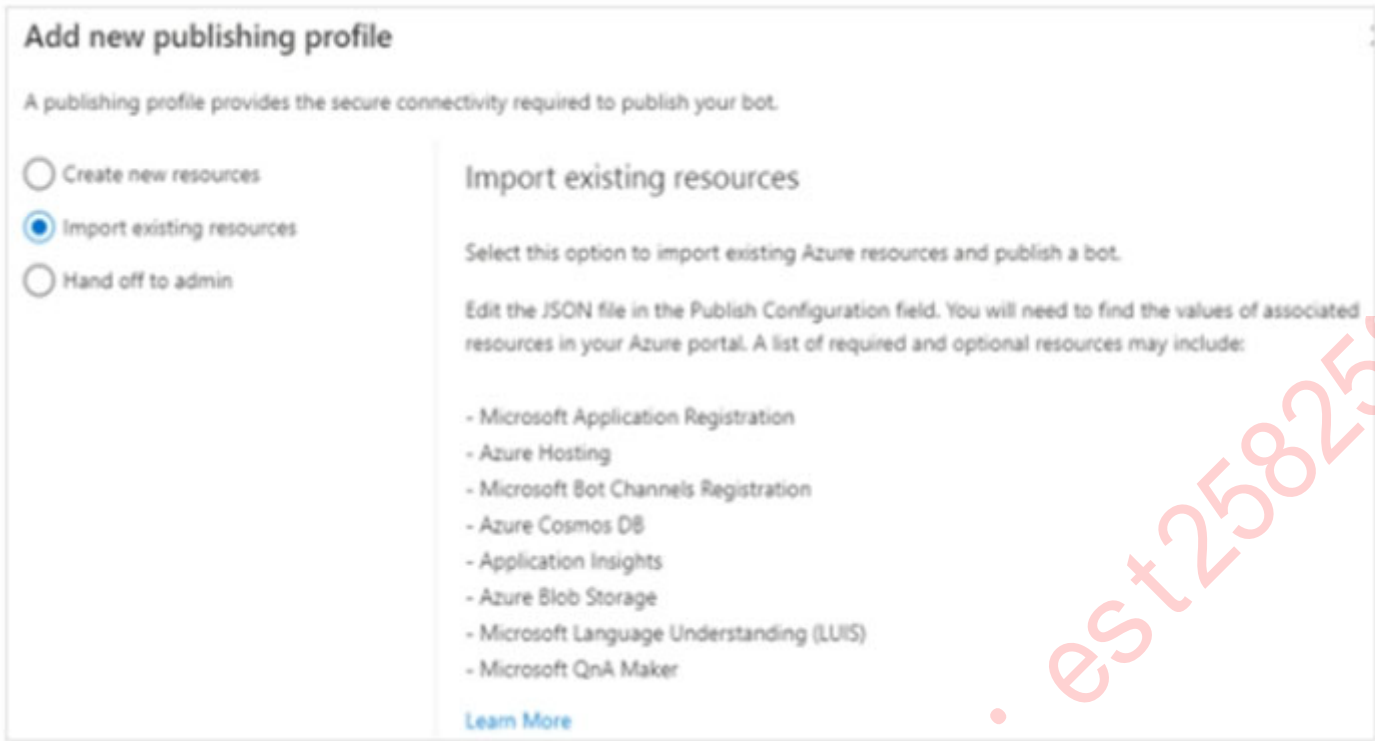 Add new publishing profile
A publishing profile provides the secure connectivity required to publish your bot.
Create new resources
Import existing resources
Hand off to admin
Import existing resources
Select this option to import existing Azure resources and publish a bot.
Edit the JSON file in the Publish Configuration field. You will need to find the values of associated
resources in your Azure portal. A list of required and optional resources may include:
- Microsoft Application Registration
- Azure Hosting
- Microsoft Bot Channels Registration
- Azure Cosmos DB
- Application Insights
- Azure Blob Storage
- Microsoft Language Understanding (LUIS)
- Microsoft QnA Maker
Learn More